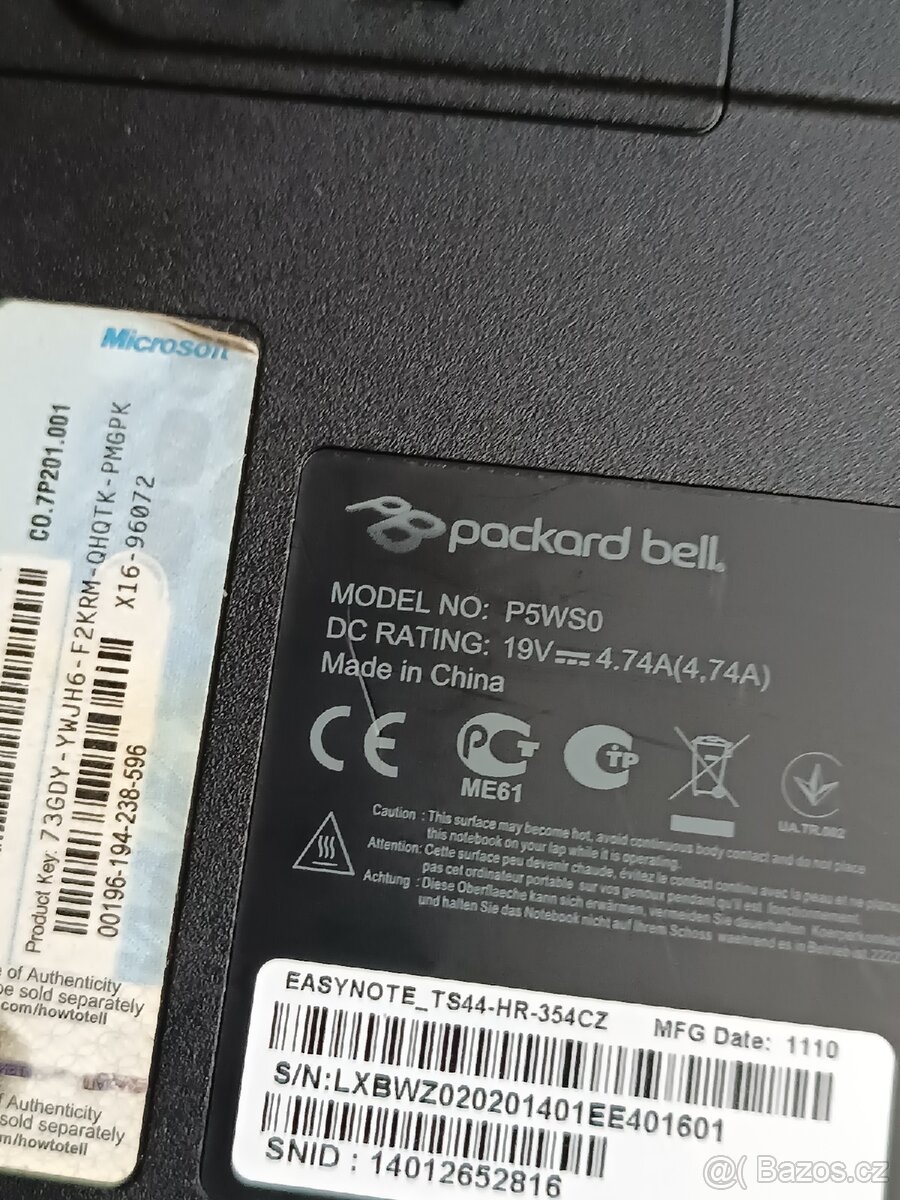 Microsoft
CO.7P201.001
Product Key: 73GDY-YWJH6-F2KRM-QHQTK-PMGPK
X16-96072
00196-194-238-596
of Authenticity
be sold separately
.com/howtotell
Authenticity
sold separately
m/howtotell
packard bell
MODEL NO: P5WS0
DC RATING: 19V 4.74A(4,74A)
Made in China
CE
PCT
ME61
TP
UA.TR.002
Caution : This surface may become hot, avoid continuous body contact and do not place
this notebook on your lap while it is operating.
Attention: Cette surface peu devenir chaude, évitez le contact continu avec la peau et ne
pas cet ordinateur portable sur vos genoux pendant qu'il est fonctionnement.
Achtung : Diese Oberflaeche kann sich erwärmen, vermeiden Sie dauerhaften
und halten Sie das Notebook nicht auf Ihrem Schoss waehrend es in Betrieb ist
EASYNOTE_TS44-HR-354CZ
MFG Date: 1110
S/N:LXBWZ020201401EE401601
SNID : 14012652816
@( Bazos.cz